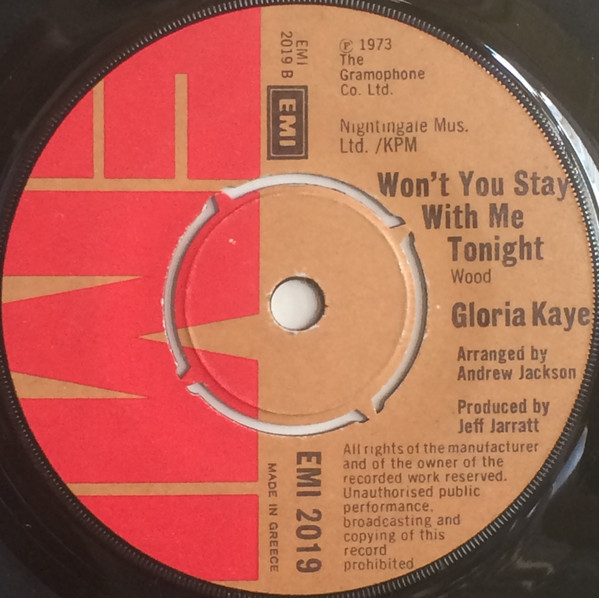 EMI
EMI
2019 B
EMI
℗ 1973
The
Gramophone
Co. Ltd.
Nightingale Mus.
Ltd. /KPM
Won't You Stay
With Me
Tonight
Wood
Gloria Kaye
Arranged by
Andrew Jackson
Produced by
Jeff Jarratt
EMI 2019
MADE IN GREECE
All rights of the manufacturer
and of the owner of the
recorded work reserved.
Unauthorised public
performance,
broadcasting and
copying of this
record
prohibited